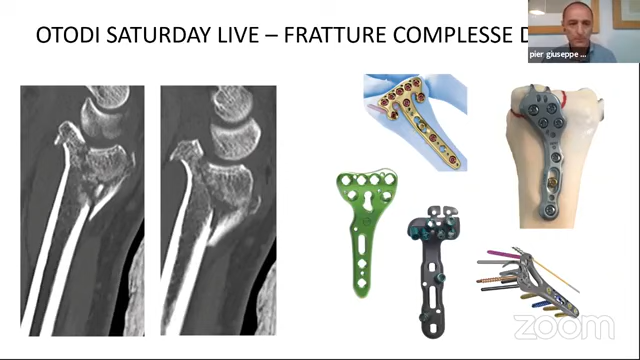 OTODI SATURDAY LIVE – FRATTURE COMPLESSE D
pier giuseppe ...
zoom